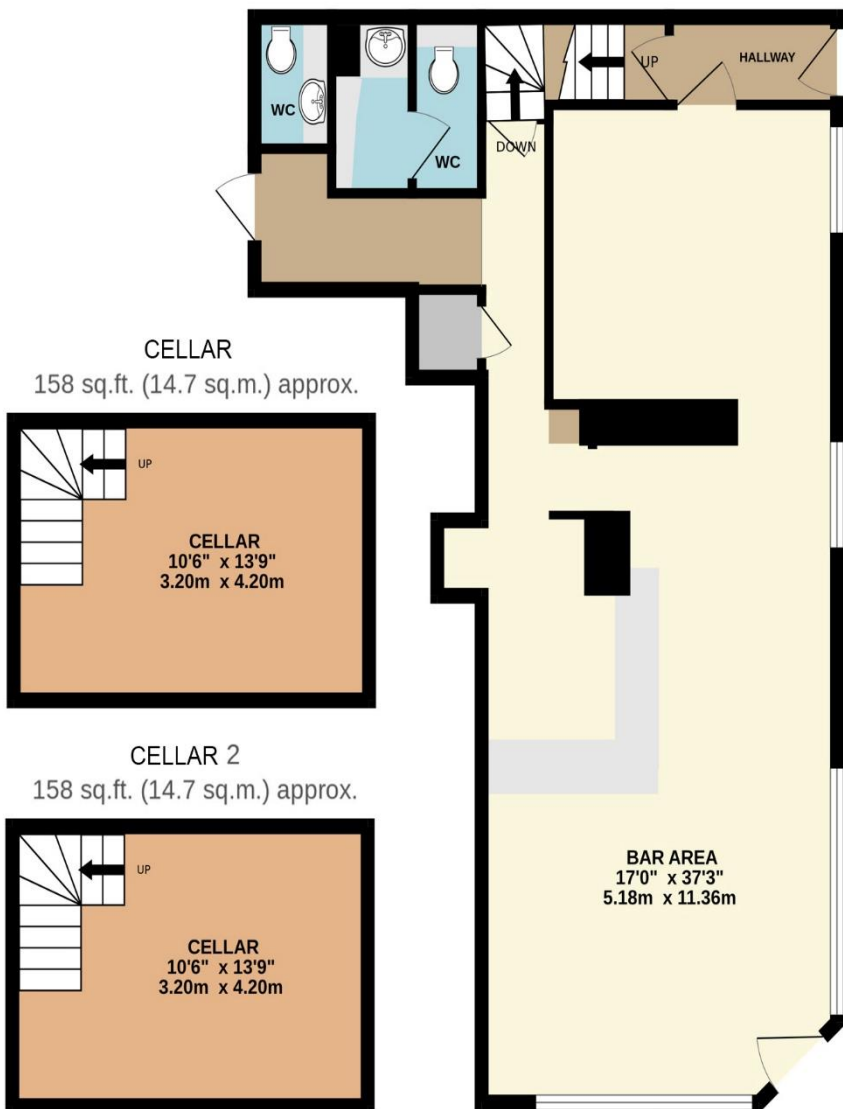 HALLWAY
UP
WC
WC
DOWN
CELLAR
158 sq.ft. (14.7 sq.m.) approx.
UP
CELLAR
10'6" x 13'9"
3.20m x 4.20m
CELLAR 2
158 sq.ft. (14.7 sq.m.) approx.
UP
CELLAR
10'6" x 13'9"
3.20m x 4.20m
BAR AREA
17'0" x 37'3"
5.18m x 11.36m